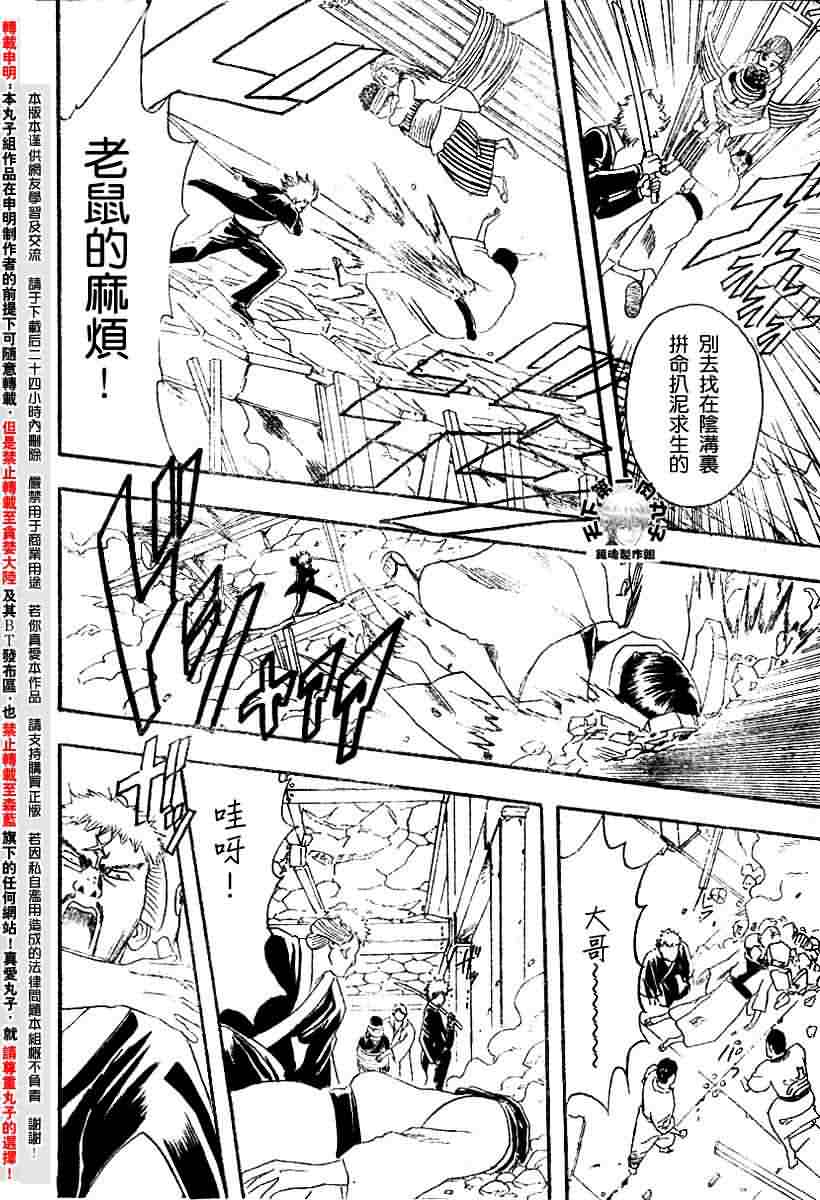 別去找在陰溝裏
拚命扒泥求生的
老鼠的麻煩！
天下第一
銀魂製作組
大哥～
哇呀！
本版本僅供網友學習及交流 請于下載后二十四小時內刪除 嚴禁用于商業用途 若你真愛本作品 請支持購買正版 若因私自濫用造成的法律問題本組概不負責 謝謝！
轉載申明：本丸子組作品在申明制作者的前提下可隨意轉載．但是禁止轉載至貪婪大陸及其BT發布區．也禁止轉載至森藍旗下的任何網站！真愛丸子．就請尊重丸子的選擇！